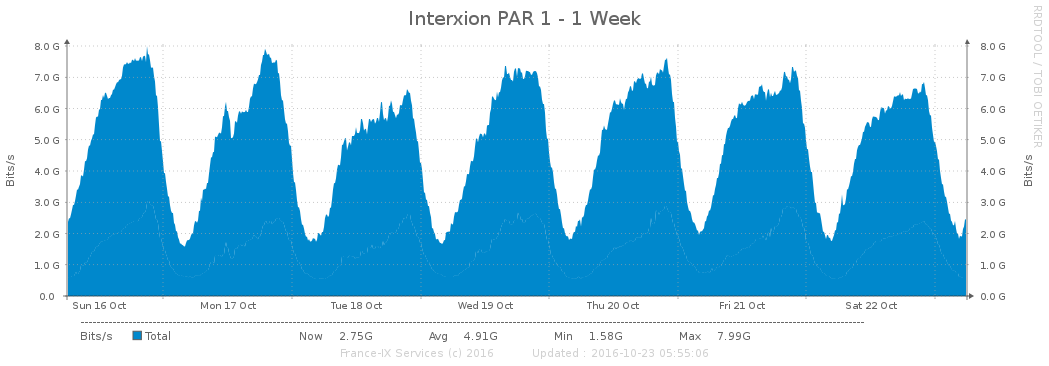 Interxion PAR 1 - 1 Week
RRDTOOL / TOBI OETIKER
Bits/s
8.0 G
7.0 G
6.0 G
5.0 G
4.0 G
3.0 G
2.0 G
1.0 G
0.0
8.0 G
7.0 G
6.0 G
5.0 G
4.0 G
3.0 G
2.0 G
1.0 G
0.0 G
Bits/s
Sun 16 Oct Mon 17 Oct Tue 18 Oct Wed 19 Oct Thu 20 Oct Fri 21 Oct Sat 22 Oct
Bits/s Total Now 2.75G Avg 4.91G Min 1.58G Max 7.99G
France-IX Services (c) 2016 Updated : 2016-10-23 05:55:06